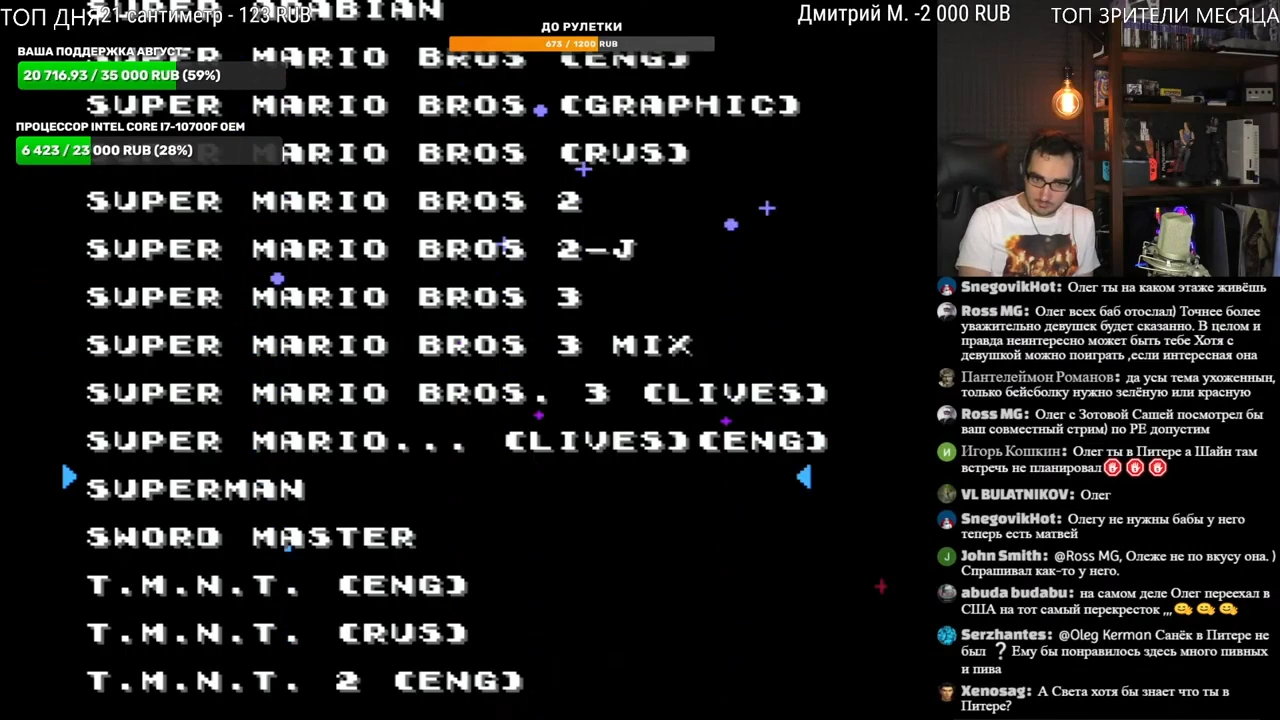 SUPER ARABIAN
ТОП ДНЯ
21 сантиметр - 123 RUB
ДО РУЛЕТКИ
673 / 1200 RUB
Дмитрий М. -2 000 RUB
ТОП ЗРИТЕЛИ МЕСЯЦА
ВАША ПОДДЕРЖКА АВГУСТ
20 716.93 / 35 000 RUB (59%)
ПРОЦЕССОР INTEL CORE I7-10700F OEM
6 423 / 23 000 RUB (28%)
SUPER MARIO BROS (ENG)
SUPER MARIO BROS. (GRAPHIC)
SUPER MARIO BROS (RUS)
SUPER MARIO BROS 2
SUPER MARIO BROS 2-J
SUPER MARIO BROS 3
SUPER MARIO BROS 3 MIX
SUPER MARIO BROS. 3 (LIVES)
SUPER MARIO... (LIVES)(ENG)
SUPERMAN
SWORD MASTER
T.M.N.T. (ENG)
T.M.N.T. (RUS)
T.M.N.T. 2 (ENG)
SnegovikHot: Олег ты на каком этаже живёшь
Ross MG: Олег всех баб отослал) Точнее более
уважительно девушек будет сказанно. В целом и
правда неинтересно может быть тебе Хотя с
девушкой можно поиграть ,если интересная она
Пантелеймон Романов: да усы тема ухоженнын,
только бейсболку нужно зелёную или красную
Ross MG: Олег с Зотовой Сашей посмотрел бы
ваш совместный стрим) по РЕ допустим
Игорь Кошкин: Олег ты в Питере а Шайн там
встречь не планировал
VL BULATNIKOV: Олег
SnegovikHot: Олегу не нужны бабы у него
теперь есть матвей
John Smith: @Ross MG, Олеже не по вкусу она. )
Спрашивал как-то у него.
abuda budabu: на самом деле Олег переехал в
США на тот самый перекресток ,,,
Serzhantes: @Oleg Kerman Санёк в Питере не
был ? Ему бы понравилось здесь много пивных
и пива
Xenosag: А Света хотя бы знает что ты в
Питере?